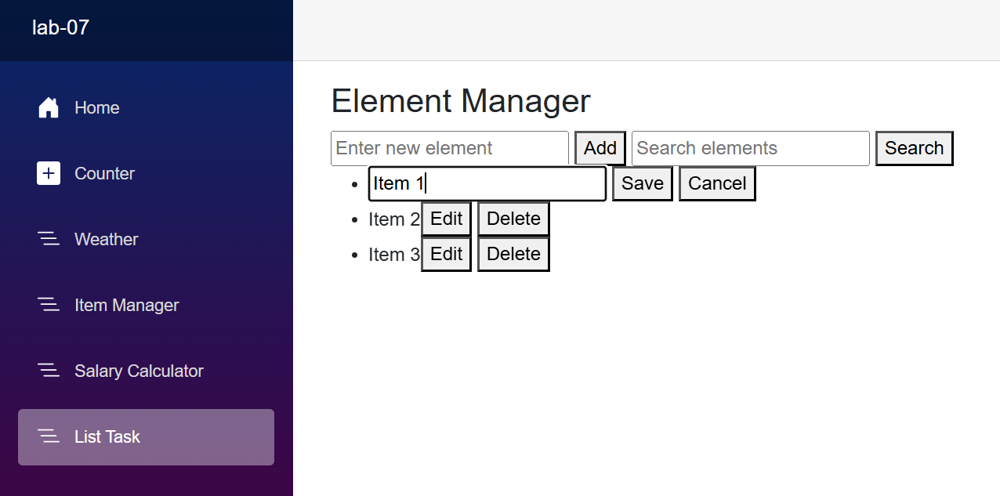 lab-07
Home
Counter
Weather
Item Manager
Salary Calculator
List Task
Element Manager
Enter new element Add Search elements Search
Item 1 Save Cancel
Item 2 Edit Delete
Item 3 Edit Delete